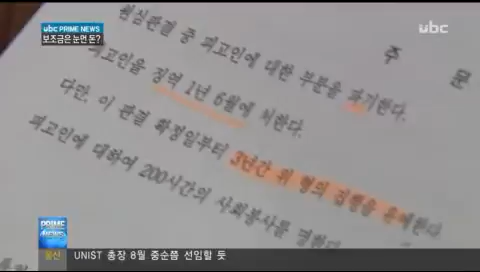 ubc PRIME NEWS
보조금은 눈먼 돈?
ubc
주 문
원심판결 중 피고인에 대한 부분을 파기한다.
피고인을 징역 1년 6월에 처한다.
다만, 이 판결 확정일부터 3년간 위 형의 집행을 유예한다.
피고인에 대하여 200시간의 사회봉사를 명한다.
PRIME
NEWS
울산
UNIST 총장 8월 중순쯤 선임할 듯